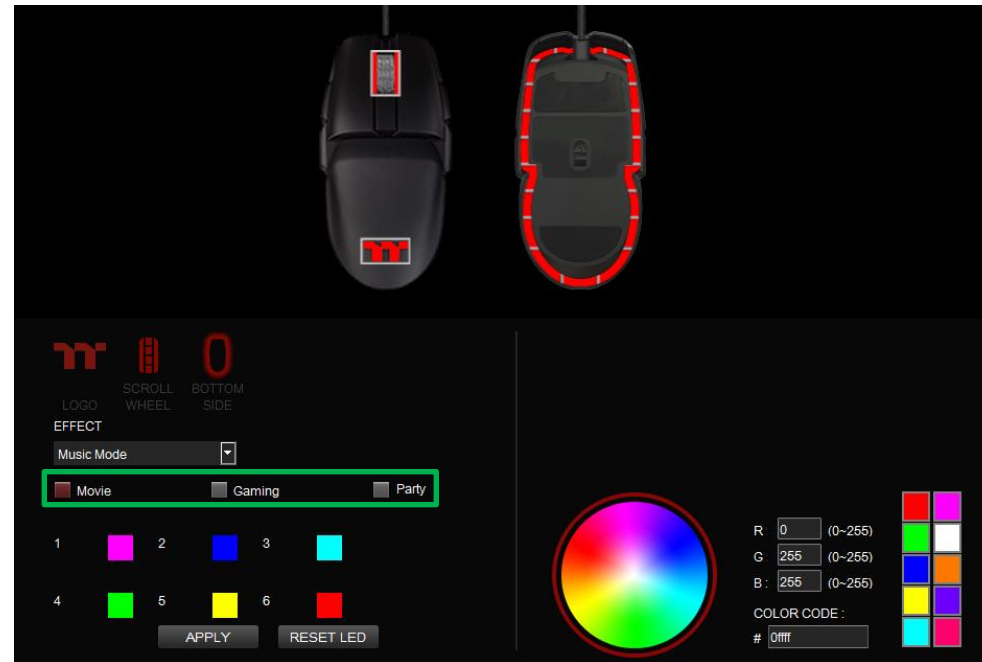 SCROLL BOTTOM
LOGO WHEEL SIDE
EFFECT
Music Mode
Movie Gaming Party
1 2 3
4 5 6
APPLY RESET LED
R 0 (0~255)
G 255 (0~255)
B: 255 (0~255)
COLOR CODE :
# 0ffff